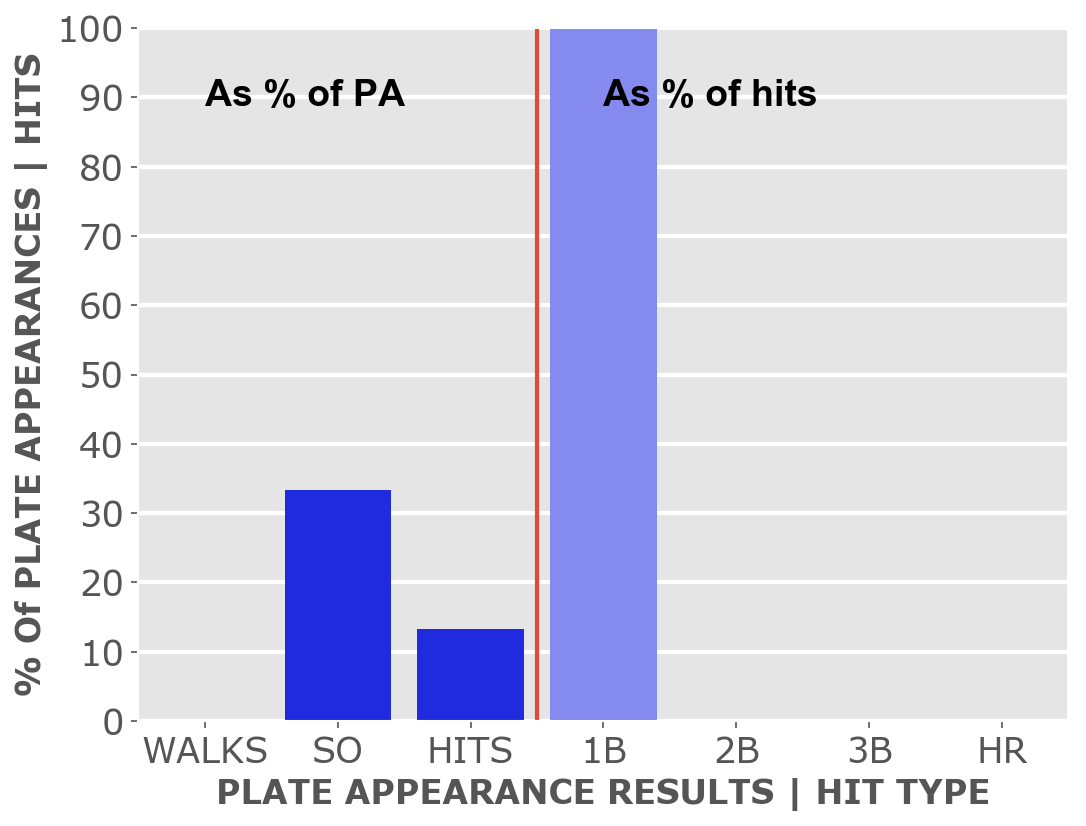 % Of PLATE APPEARANCES | HITS
100
90
80
70
60
50
40
30
20
10
0
As % of PA
As % of hits
WALKS SO HITS 1B 2B 3B HR
PLATE APPEARANCE RESULTS | HIT TYPE